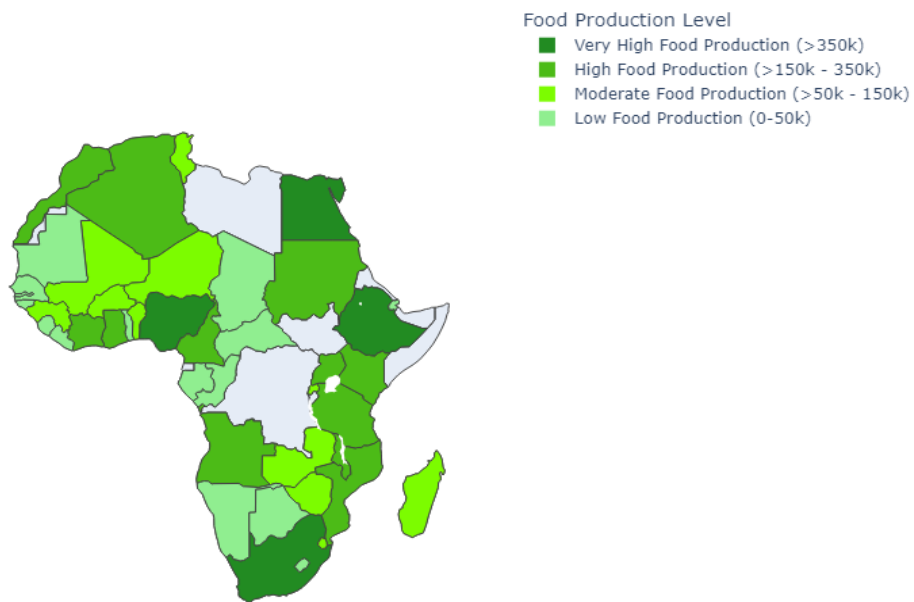 Food Production Level
Very High Food Production (>350k)
High Food Production (>150k - 350k)
Moderate Food Production (>50k - 150k)
Low Food Production (0-50k)